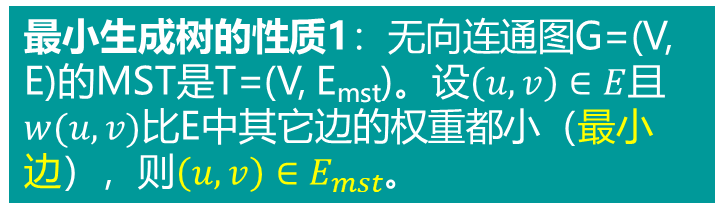 最小生成树的性质1：无向连通图G=(V,
E)的MST是T=(V, Eₘₛₜ)。设(u, v) ∈ E且
w(u, v)比E中其它边的权重都小（最小
边），则(u, v) ∈ Eₘₛₜ。